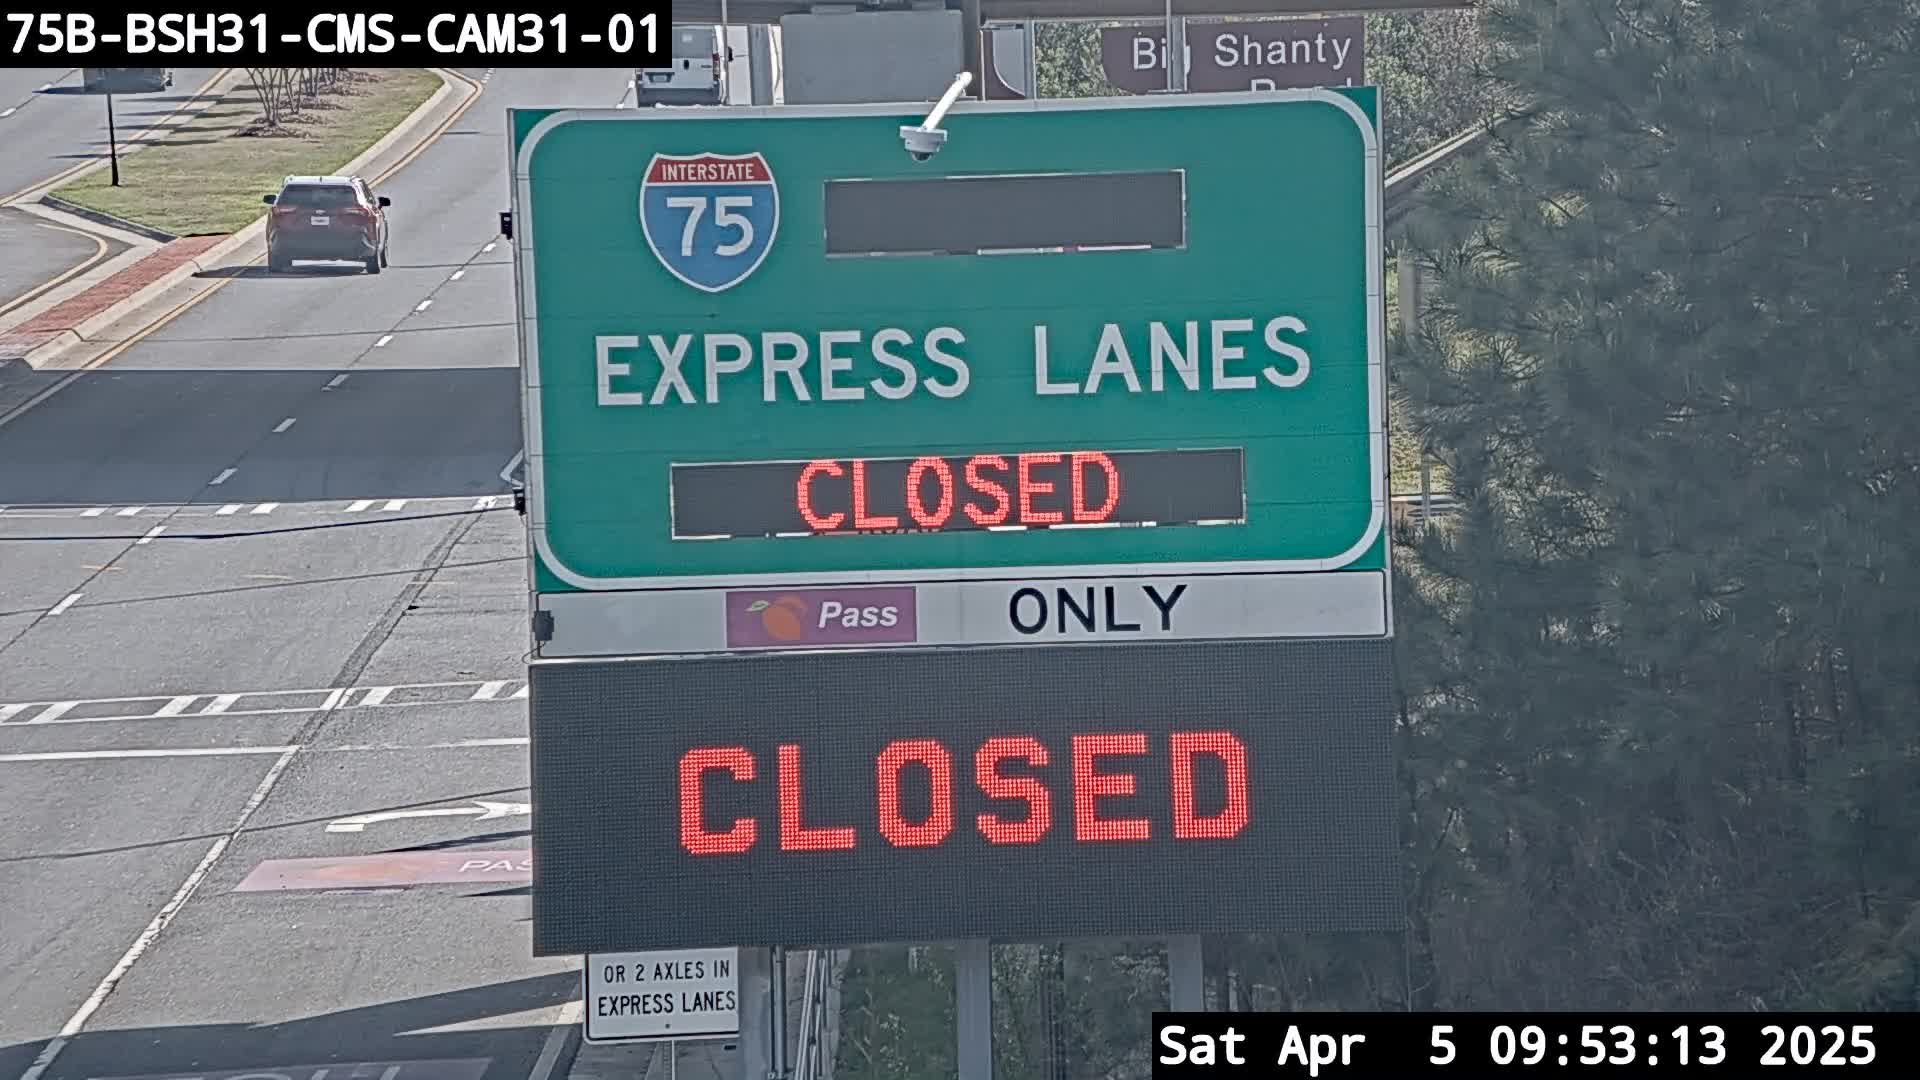 75B-BSH31-CMS-CAM31-01
Big Shanty
INTERSTATE
75
EXPRESS LANES
CLOSED
Pass ONLY
CLOSED
OR 2 AXLES IN
EXPRESS LANES
Sat Apr 5 09:53:13 2025